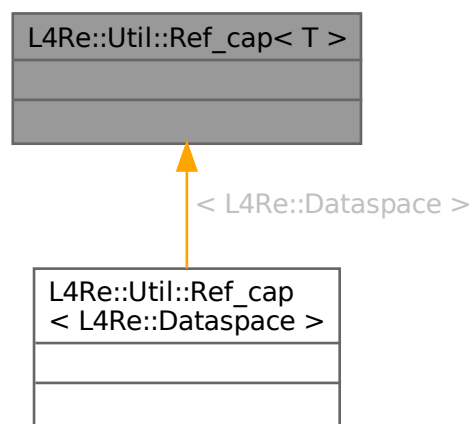 L4Re::Util::Ref_cap< T >
< L4Re::Dataspace >
L4Re::Util::Ref_cap
< L4Re::Dataspace >